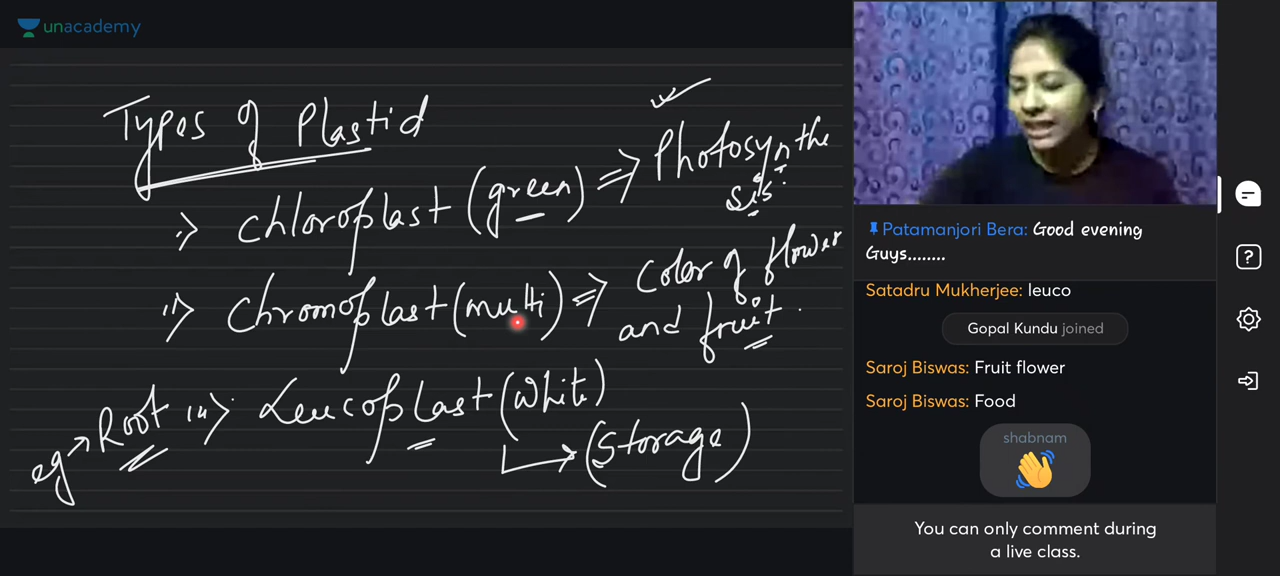 unacademy
Types of Plastid
i) Chloroplast (green) ⇒ Photosynthe
sis
ii) Chromoplast (multi) ⇒ Color of flower
and fruit.
eg → Root iii) Leucoplast (White)
(Storage)
Patamanjori Bera: Good evening
Guys........
Satadru Mukherjee: leuco
Gopal Kundu joined
Saroj Biswas: Fruit flower
Saroj Biswas: Food
shabnam
You can only comment during
a live class.
?